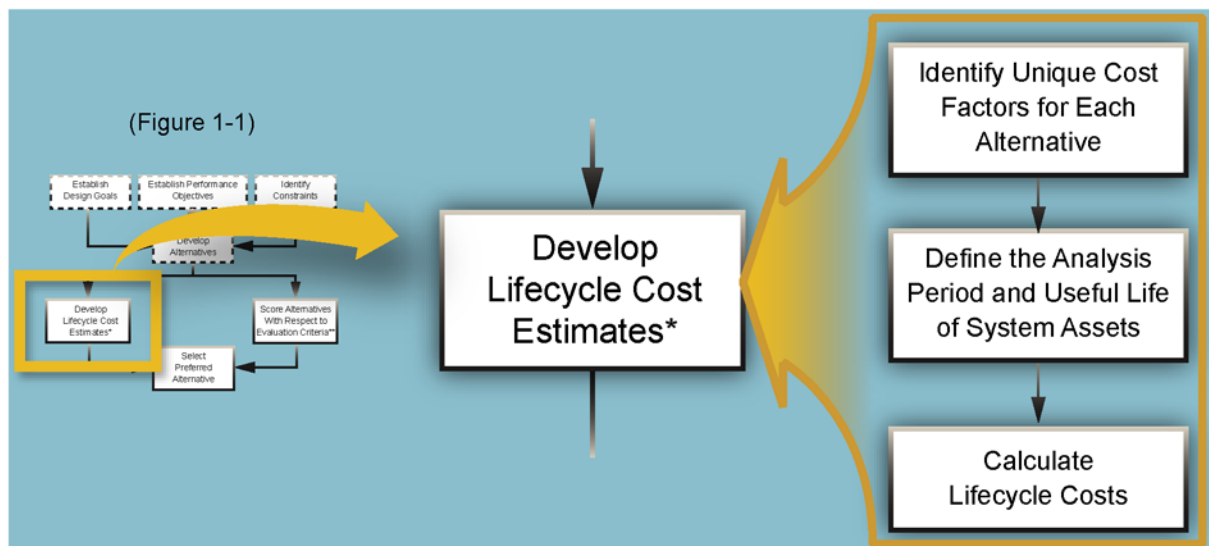 (Figure 1-1)
Establish
Design Goals
Establish Performance
Objectives
Identify
Constraints
Develop
Alternatives
Develop
Lifecycle Cost
Estimates*
Score Alternatives
With Respect to
Evaluation Criteria**
Select
Preferred
Alternative
Develop
Lifecycle Cost
Estimates*
Identify Unique Cost
Factors for Each
Alternative
Define the Analysis
Period and Useful Life
of System Assets
Calculate
Lifecycle Costs